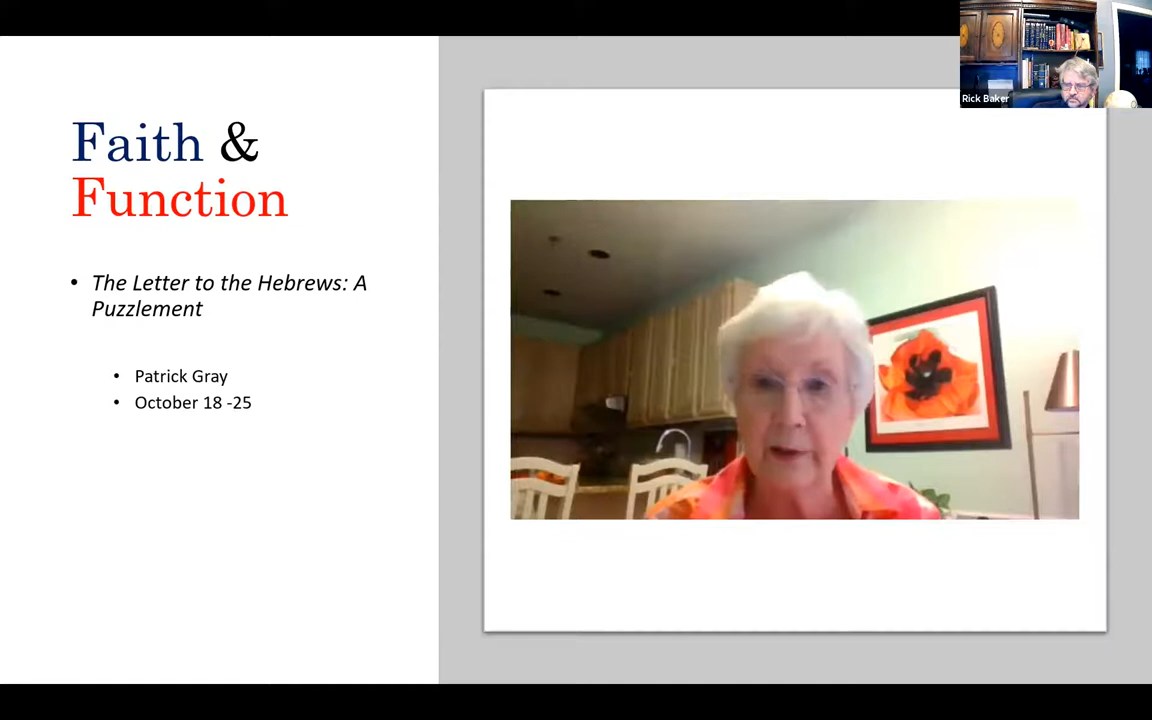 Faith &
Function
• The Letter to the Hebrews: A
Puzzlement
• Patrick Gray
• October 18 -25
Rick Baker